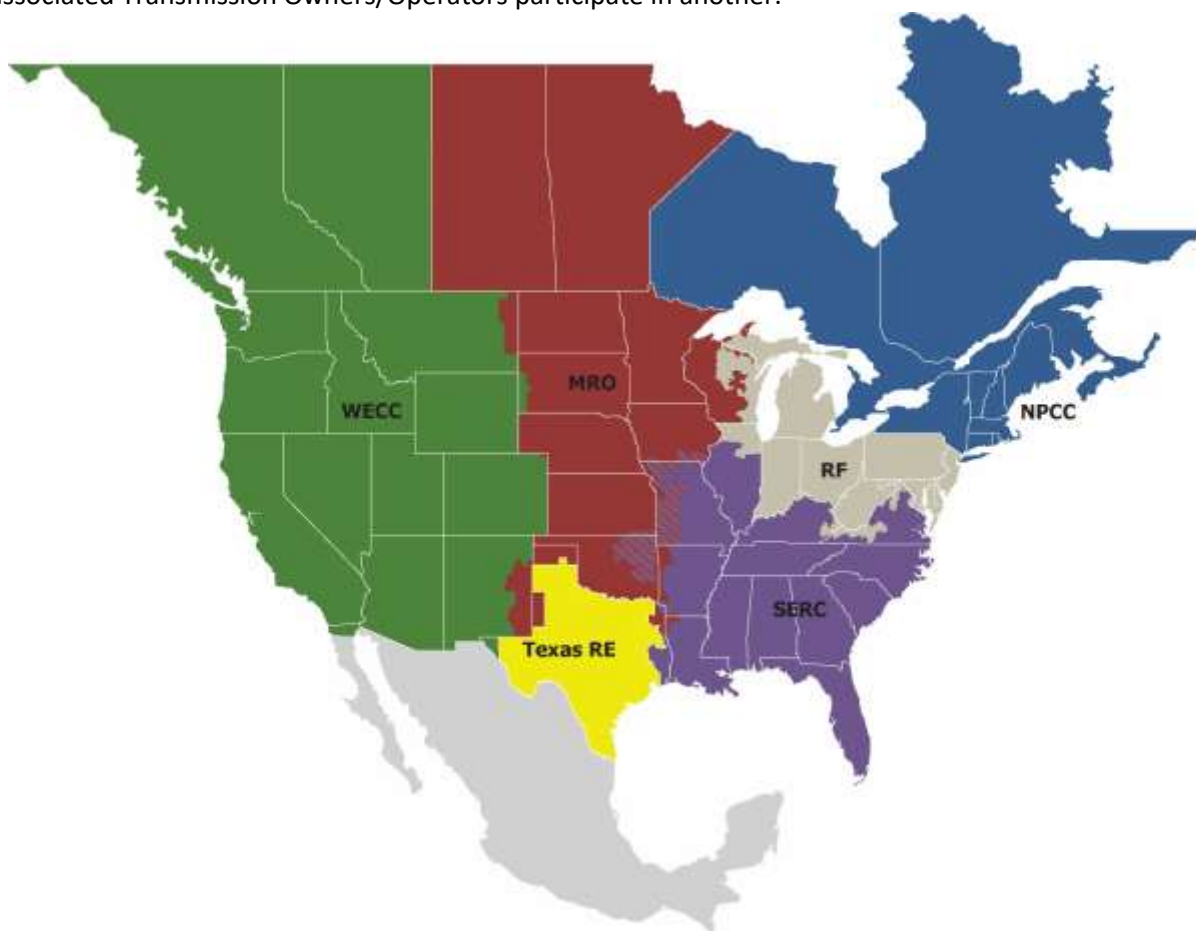 associated Transmission Owners/Operators participate in another.
MRO
WECC
NPCC
RF
SERC
Texas RE